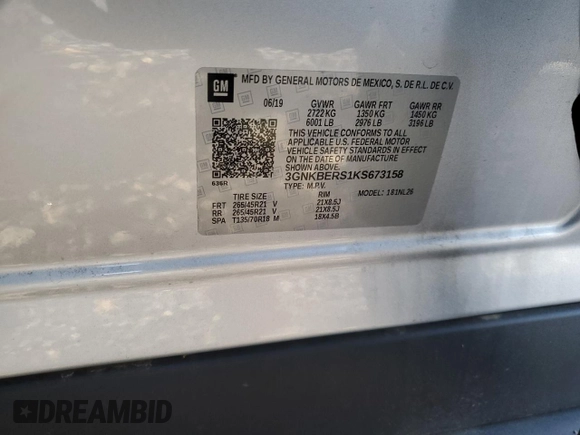 GM
MFD BY GENERAL MOTORS DE MEXICO, S. DE R.L. DE C.V.
06/19 GVWR GAWR FRT GAWR RR
2722 KG 1350 KG 1450 KG
6001 LB 2976 LB 3196 LB
THIS VEHICLE CONFORMS TO ALL
APPLICABLE U.S. FEDERAL MOTOR
VEHICLE SAFETY STANDARDS IN EFFECT
ON THE DATE OF MANUFACTURE
SHOWN ABOVE.
3GNKBERS1KS673158
636R TYPE: M.P.V. MODEL: 1B1NL26
TIRE SIZE RIM
FRT 265/45R21 V 21X8.5J
RR 265/45R21 V 21X8.5J
SPA T135/70R18 M 18X4.5B
DREAMBID